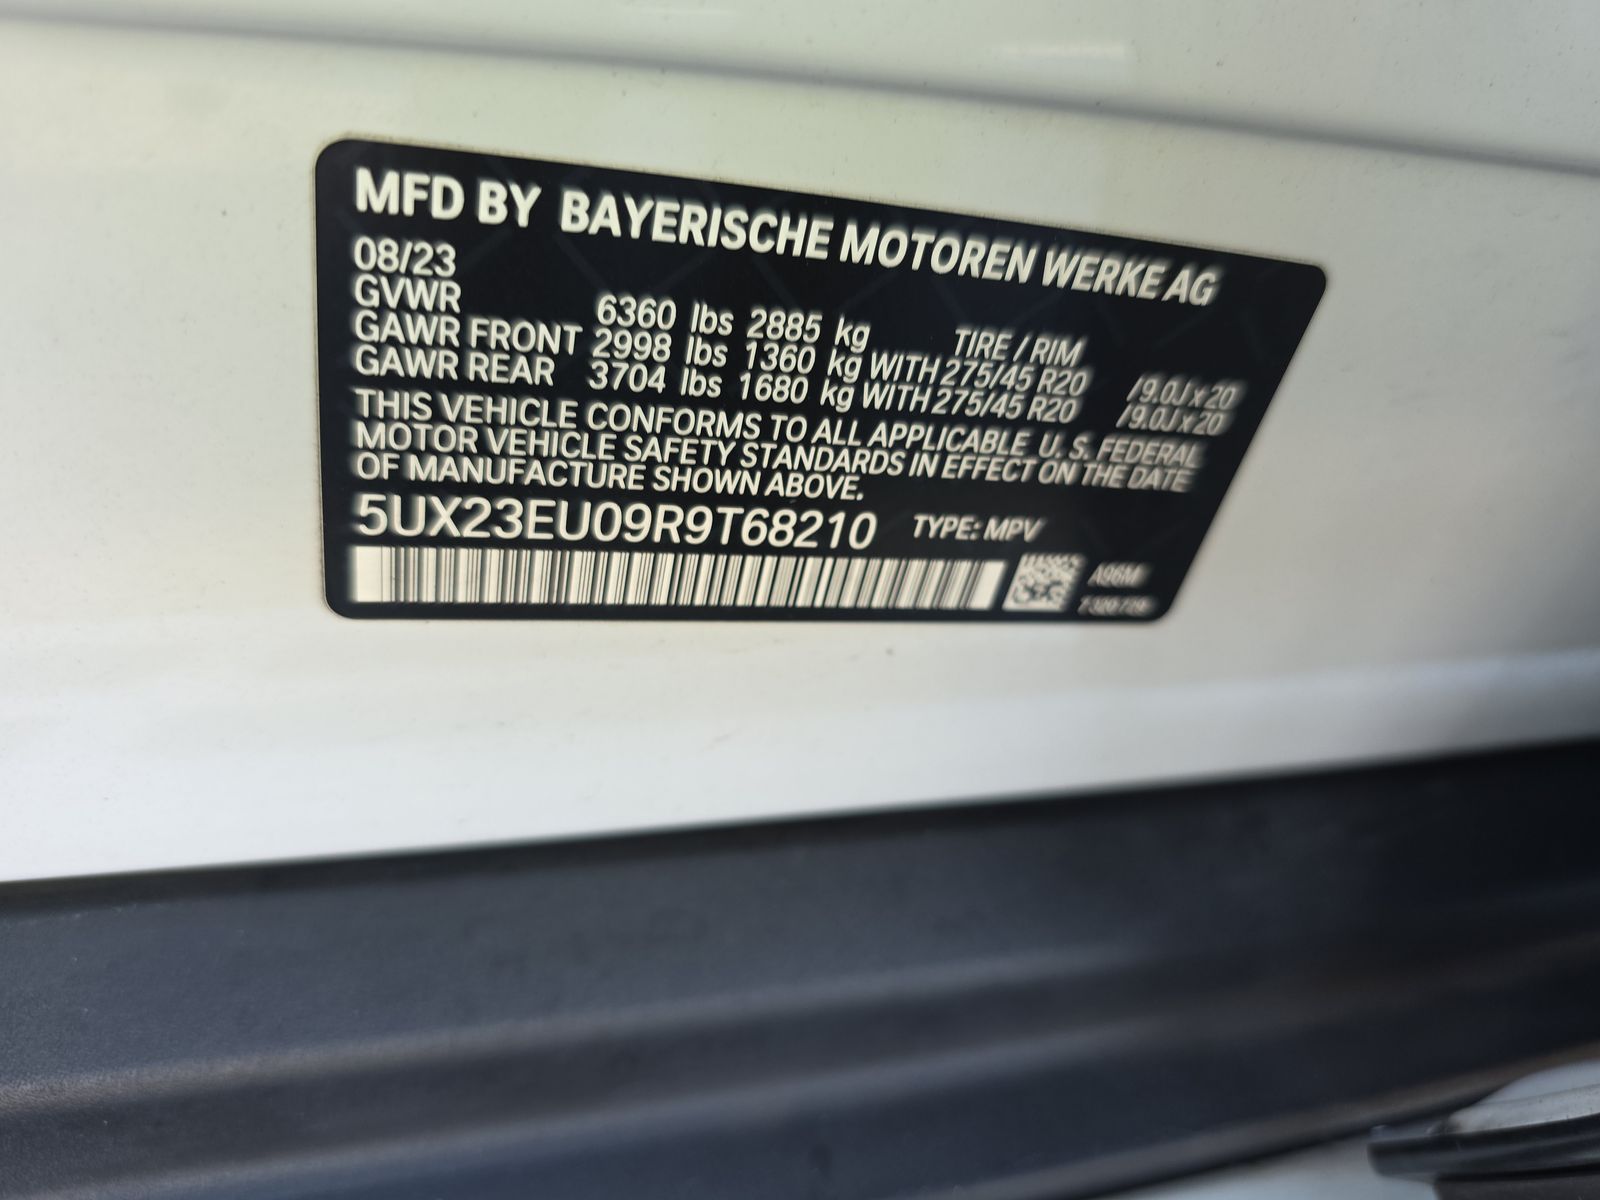 MFD BY BAYERISCHE MOTOREN WERKE AG
08/23
GVWR 6360 lbs 2885 kg TIRE / RIM
GAWR FRONT 2998 lbs 1360 kg WITH 275/45 R20 /9.0J x 20
GAWR REAR 3704 lbs 1680 kg WITH 275/45 R20 /9.0J x 20
THIS VEHICLE CONFORMS TO ALL APPLICABLE U. S. FEDERAL
MOTOR VEHICLE SAFETY STANDARDS IN EFFECT ON THE DATE
OF MANUFACTURE SHOWN ABOVE.
5UX23EU09R9T68210 TYPE: MPV